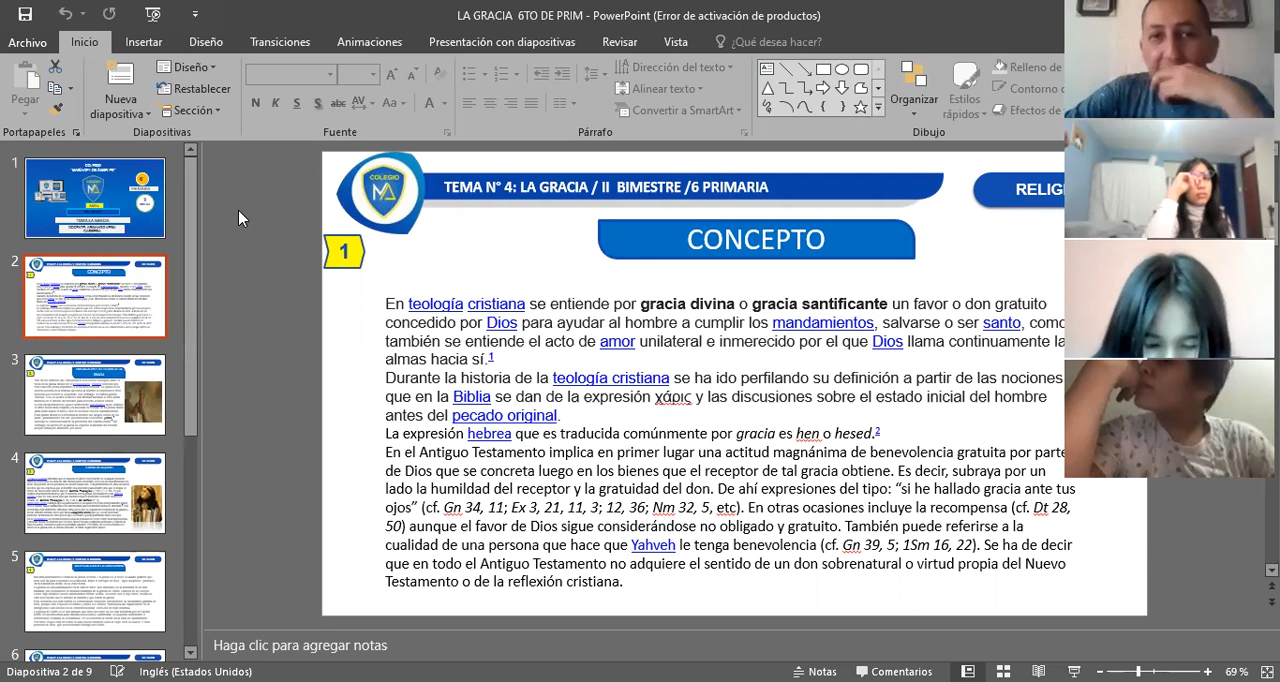 LA GRACIA 6TO DE PRIM - PowerPoint (Error de activación de productos)
Archivo Inicio Insertar Diseño Transiciones Animaciones Presentación con diapositivas Revisar Vista ¿Qué desea hacer?
Pegar
Nueva diapositiva
Diseño
Restablecer
Sección
N K S S abc AV Aa A
Dirección del texto
Alinear texto
Convertir a SmartArt
Organizar
Estilos rápidos
Relleno de
Contorno d
Efectos de
Portapapeles Diapositivas Fuente Párrafo Dibujo
1
2
3
4
5
6
COLEGIO
MA
TEMA N° 4: LA GRACIA / II BIMESTRE /6 PRIMARIA
RELIG
CONCEPTO
1
En teología cristiana se entiende por gracia divina o gracia santificante un favor o don gratuito
concedido por Dios para ayudar al hombre a cumplir los mandamientos, salvarse o ser santo, como
también se entiende el acto de amor unilateral e inmerecido por el que Dios llama continuamente la
almas hacia sí.1
Durante la historia de la teología cristiana se ha ido perfilando su definición a partir de las nociones
que en la Biblia se dan de la expresión χάρις y las discusiones sobre el estado inicial del hombre
antes del pecado original.
La expresión hebrea que es traducida comúnmente por gracia es o hesed.2
En el Antiguo Testamento implica en primer lugar una actitud magnánima de benevolencia gratuita por parte
de Dios que se concreta luego en los bienes que el receptor de tal gracia obtiene. Es decir, subraya por un
lado la humildad del receptor y la gratuidad del don. De ahí expresiones del tipo: "si he hallado gracia ante tus
ojos" (cf. Gn 34, 11; Ex 3, 21, 11, 3; 12, 36; Nm 32, 5, etc). Estas expresiones incluye la recompensa (cf. Dt 28,
50) aunque el favor de Dios sigue considerándose no obligado o gratuito. También puede referirse a la
cualidad de una persona que hace que Yahveh le tenga benevolencia (cf. Gn 39, 5; 1Sm 16, 22). Se ha de decir
que en todo el Antiguo Testamento no adquiere el sentido de un don sobrenatural o virtud propia del Nuevo
Testamento o de la reflexión cristiana.
Haga clic para agregar notas
Diapositiva 2 de 9 Inglés (Estados Unidos) Notas Comentarios 69 %